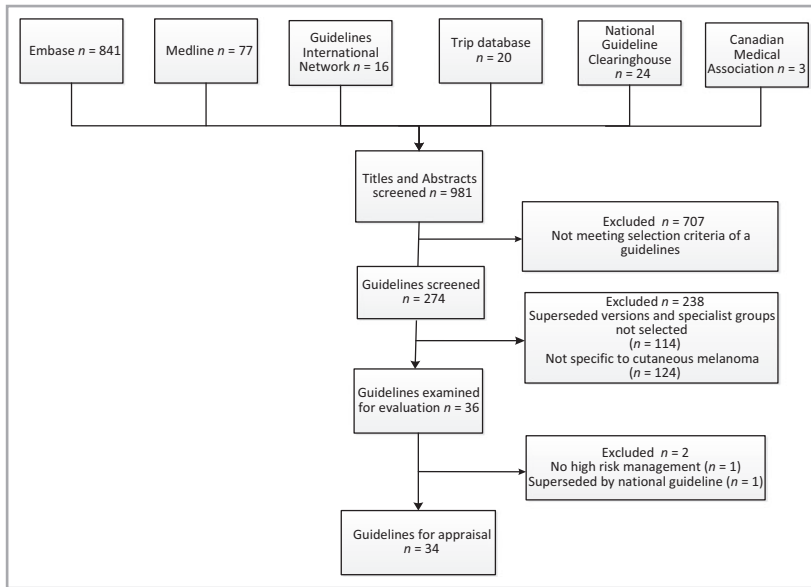 Embase n = 841
Medline n = 77
Guidelines
International
Network n = 16
Trip database
n = 20
National
Guideline
Clearinghouse
n = 24
Canadian
Medical
Association n = 3
Titles and Abstracts
screened n = 981
Excluded n = 707
Not meeting selection criteria of a
guidelines
Guidelines screened
n = 274
Excluded n = 238
Superseded versions and specialist groups
not selected
(n = 114)
Not specific to cutaneous melanoma
(n = 124)
Guidelines examined
for evaluation n = 36
Excluded n = 2
No high risk management (n = 1)
Superseded by national guideline (n = 1)
Guidelines for appraisal
n = 34